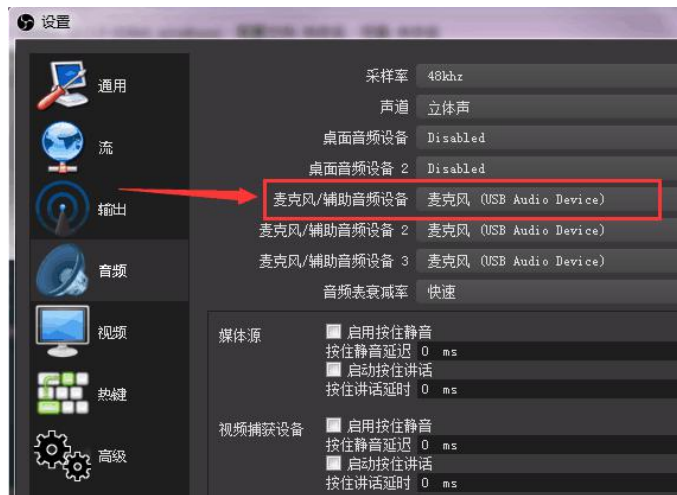 设置
通用
流
输出
音频
视频
热键
高级
采样率 48khz
声道 立体声
桌面音频设备 Disabled
桌面音频设备 2 Disabled
麦克风/辅助音频设备 麦克风 (USB Audio Device)
麦克风/辅助音频设备 2 麦克风 (USB Audio Device)
麦克风/辅助音频设备 3 麦克风 (USB Audio Device)
音频表衰减率 快速
媒体源 启用按住静音
按住静音延迟 0 ms
启动按住讲话
按住讲话延时 0 ms
视频捕获设备 启用按住静音
按住静音延迟 0 ms
启动按住讲话
按住讲话延时 0 ms